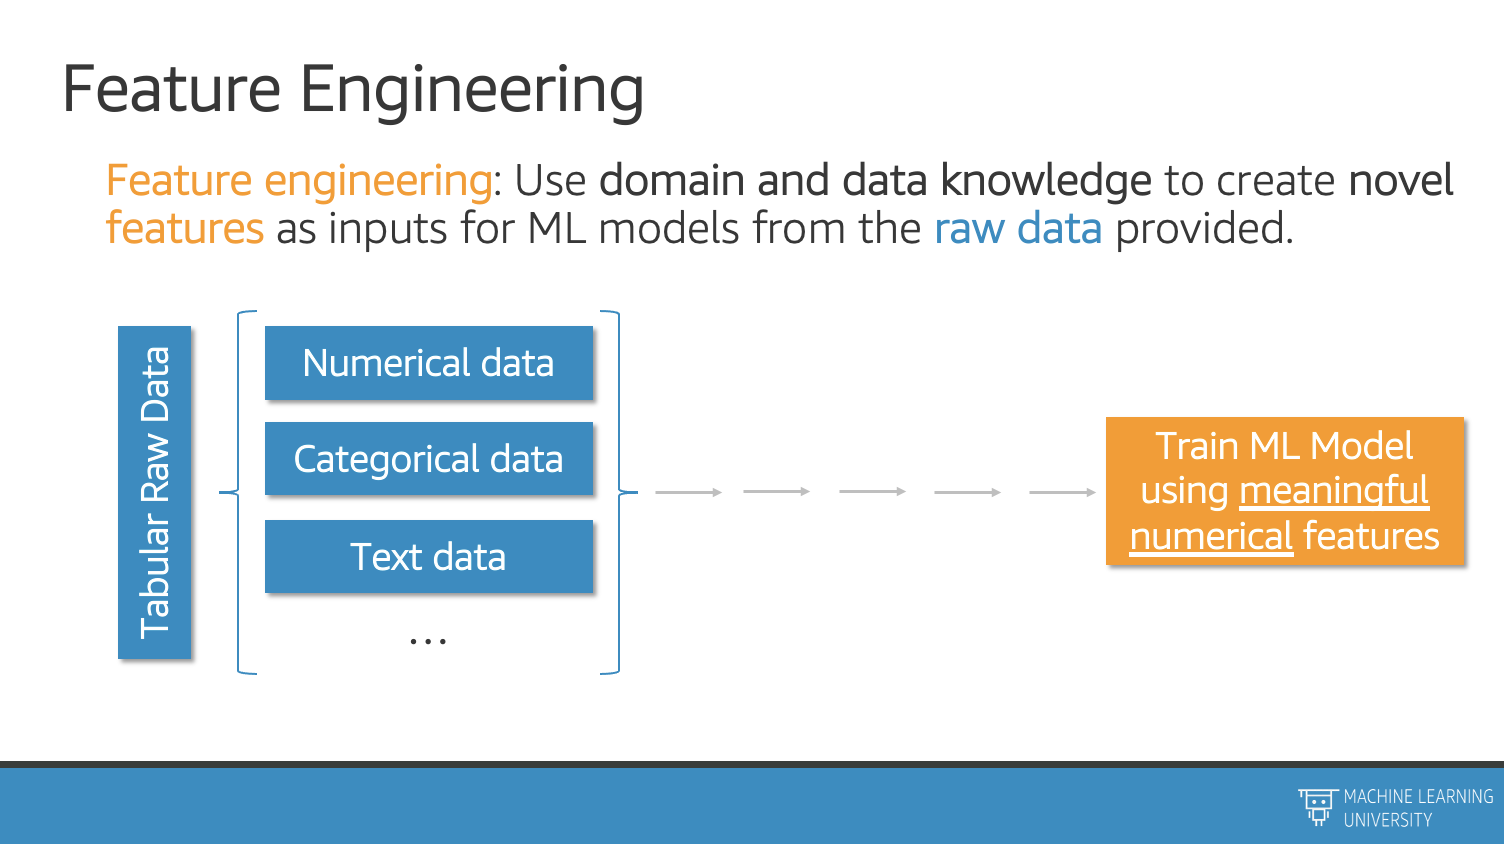 Feature Engineering
Feature engineering: Use domain and data knowledge to create novel
features as inputs for ML models from the raw data provided.
Tabular Raw Data
Numerical data
Categorical data
Text data
...
Train ML Model
using meaningful
numerical features
MACHINE LEARNING
UNIVERSITY